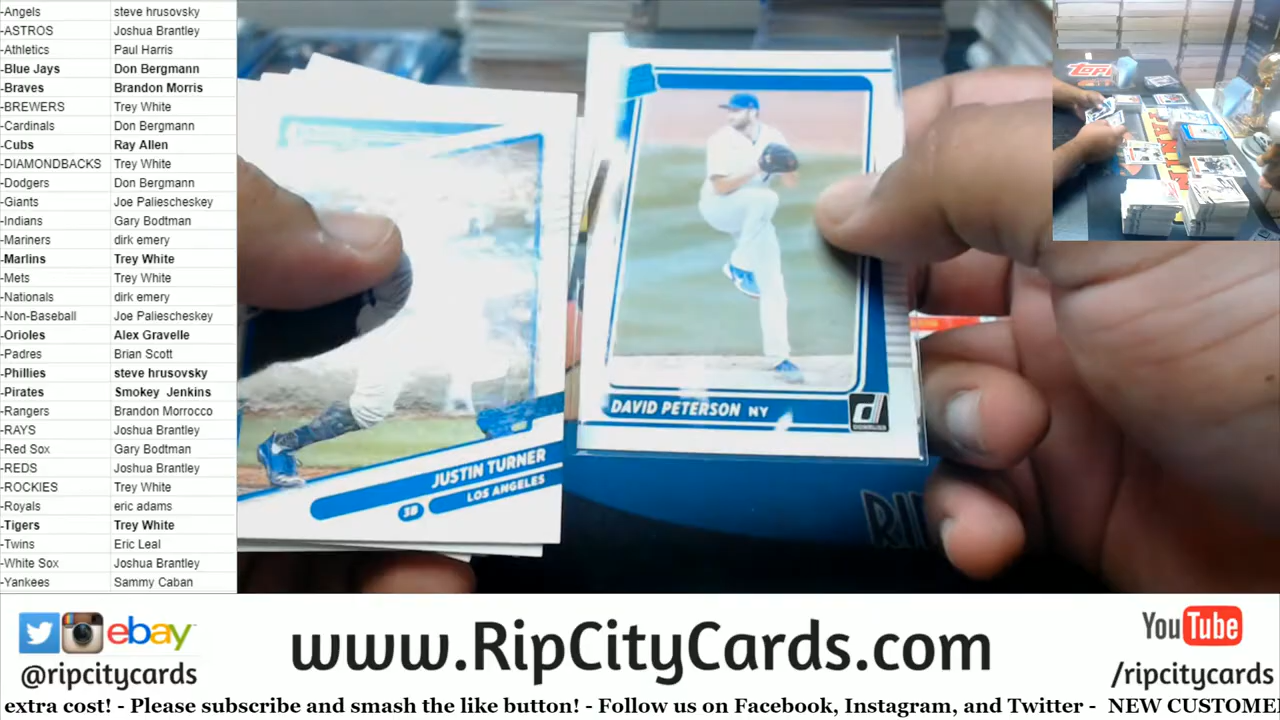 -Angels steve hrusovsky
-ASTROS Joshua Brantley
-Athletics Paul Harris
-Blue Jays Don Bergmann
-Braves Brandon Morris
-BREWERS Trey White
-Cardinals Don Bergmann
-Cubs Ray Allen
-DIAMONDBACKS Trey White
-Dodgers Don Bergmann
-Giants Joe Paliescheskey
-Indians Gary Bodtman
-Mariners dirk emery
-Marlins Trey White
-Mets Trey White
-Nationals dirk emery
-Non-Baseball Joe Paliescheskey
-Orioles Alex Gravelle
-Padres Brian Scott
-Phillies steve hrusovsky
-Pirates Smokey Jenkins
-Rangers Brandon Morrocco
-RAYS Joshua Brantley
-Red Sox Gary Bodtman
-REDS Joshua Brantley
-ROCKIES Trey White
-Royals eric adams
-Tigers Trey White
-Twins Eric Leal
-White Sox Joshua Brantley
-Yankees Sammy Caban
JUSTIN TURNER
3B LOS ANGELES
DAVID PETERSON NY
d
DONRUSS
RI
ebay
@ripcitycards
www.RipCityCards.com
YouTube
/ripcitycards
extra cost! - Please subscribe and smash the like button! - Follow us on Facebook, Instagram, and Twitter - NEW CUSTOME